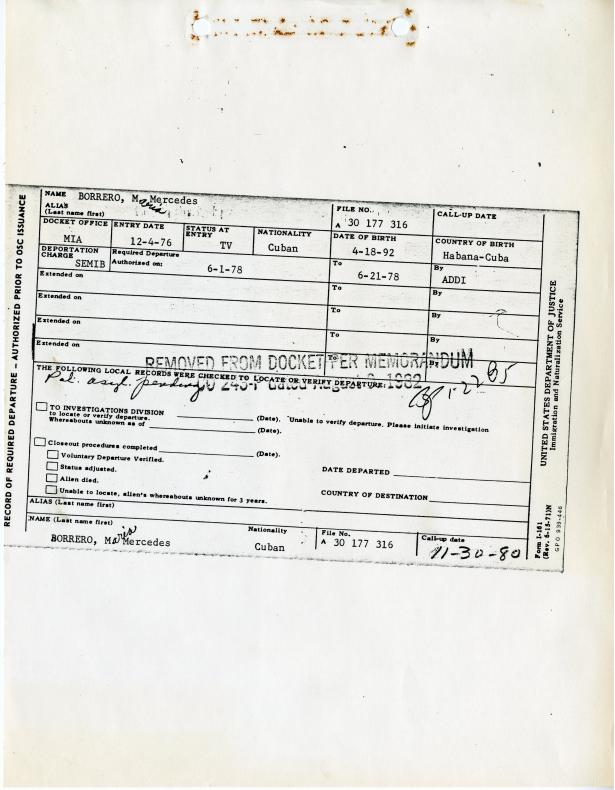 NAME BORRERO, Maria Mercedes
ALIAS
(Last name first)
FILE NO.
A 30 177 316
CALL-UP DATE
DOCKET OFFICE
MIA
ENTRY DATE
12-4-76
STATUS AT ENTRY
TV
NATIONALITY
Cuban
DATE OF BIRTH
4-18-92
COUNTRY OF BIRTH
Habana-Cuba
DEPORTATION CHARGE
SEMIB
Required Departure
Authorized on:
6-1-78
To
6-21-78
By
ADDI
Extended on To By
Extended on To By
Extended on To By
Extended on To By
REMOVED FROM DOCKET PER MEMORANDUM
THE FOLLOWING LOCAL RECORDS WERE CHECKED TO LOCATE OR VERIFY DEPARTURE:
CO 243-P dated August 1982
Pol. asyl. pending
1-22-85
TO INVESTIGATIONS DIVISION (Date). Unable to verify departure. Please initiate investigation
to locate or verify departure.
Whereabouts unknown as of (Date).
Closeout procedures completed (Date).
Voluntary Departure Verified.
Status adjusted.
Alien died.
Unable to locate, alien's whereabouts unknown for 3 years.
DATE DEPARTED
COUNTRY OF DESTINATION
ALIAS (Last name first)
NAME (Last name first)
BORRERO, Maria Mercedes
Nationality
Cuban
File No.
A 30 177 316
Call-up date
11-30-80
RECORD OF REQUIRED DEPARTURE — AUTHORIZED PRIOR TO OSC ISSUANCE
UNITED STATES DEPARTMENT OF JUSTICE
Immigration and Naturalization Service
Form I-161
(Rev. 6-15-71)N
GPO 939-446